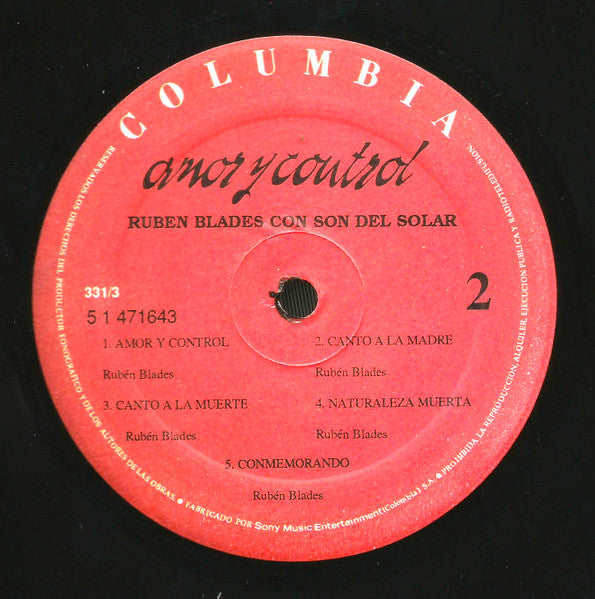 COLUMBIA
amor y control
RUBEN BLADES CON SON DEL SOLAR
331/3
2
5 1 471643
1. AMOR Y CONTROL
Rubén Blades
2. CANTO A LA MADRE
Rubén Blades
3. CANTO A LA MUERTE
Rubén Blades
4. NATURALEZA MUERTA
Rubén Blades
5. CONMEMORANDO
Rubén Blades
RESERVADOS LOS DERECHOS DEL PRODUCTOR FONOGRAFICO Y DE LOS AUTORES DE LAS OBRAS. ● FABRICADO POR Sony Music Entertainment (Colombia) S.A. ● PROHIBIDA LA REPRODUCCION, ALQUILER, EJECUCION PUBLICA Y RADIOTELEDIFUSION.